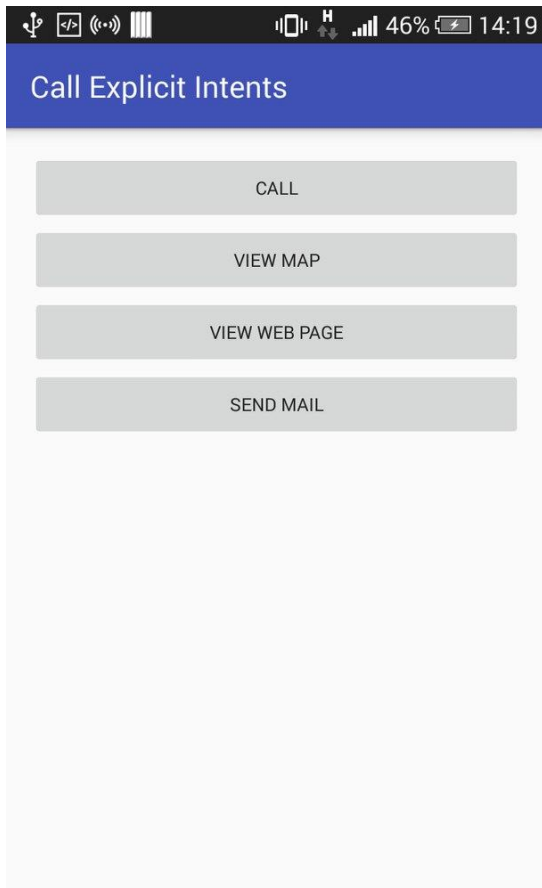 H 46% 14:19
Call Explicit Intents
CALL
VIEW MAP
VIEW WEB PAGE
SEND MAIL